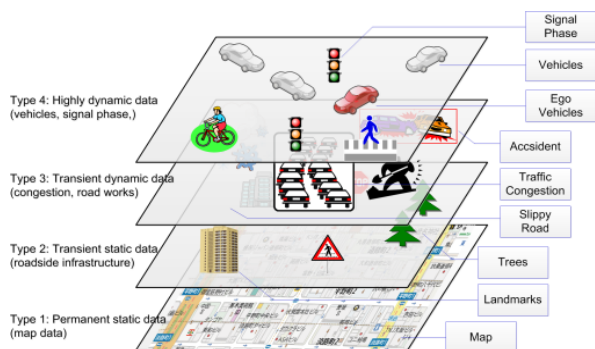 Signal
Phase
Vehicles
Ego
Vehicles
Accsident
Traffic
Congestion
Slippy
Road
Trees
Landmarks
Map
Type 4: Highly dynamic data
(vehicles, signal phase,)
Type 3: Transient dynamic data
(congestion, road works)
Type 2: Transient static data
(roadside infrastructure)
Type 1: Permanent static data
(map data)